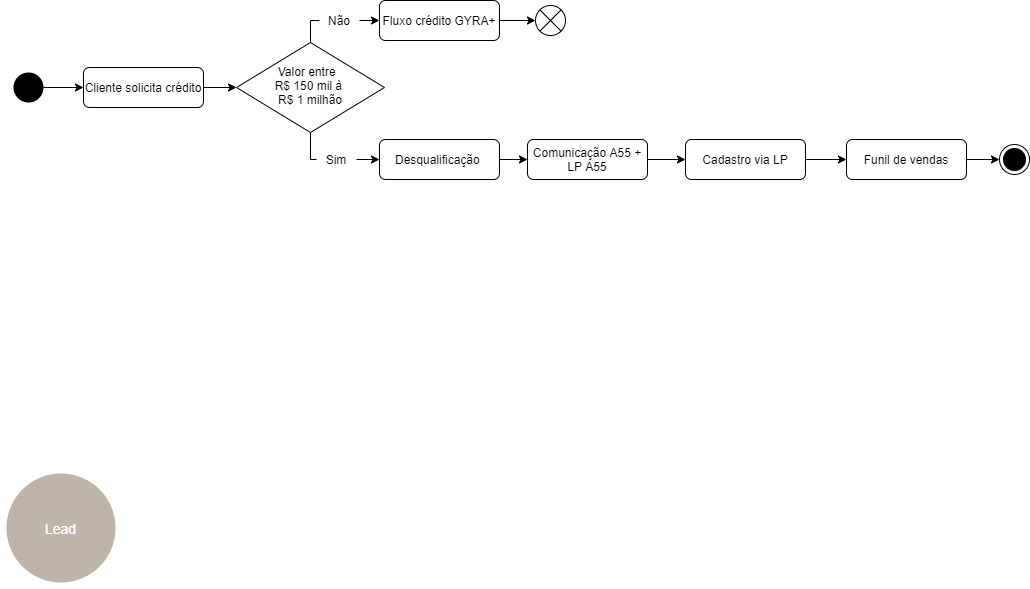 Não
Fluxo crédito GYRA+
Cliente solicita crédito
Valor entre
R$ 150 mil à
R$ 1 milhão
Sim
Desqualificação
Comunicação A55 +
LP A55
Cadastro via LP
Funil de vendas
Lead